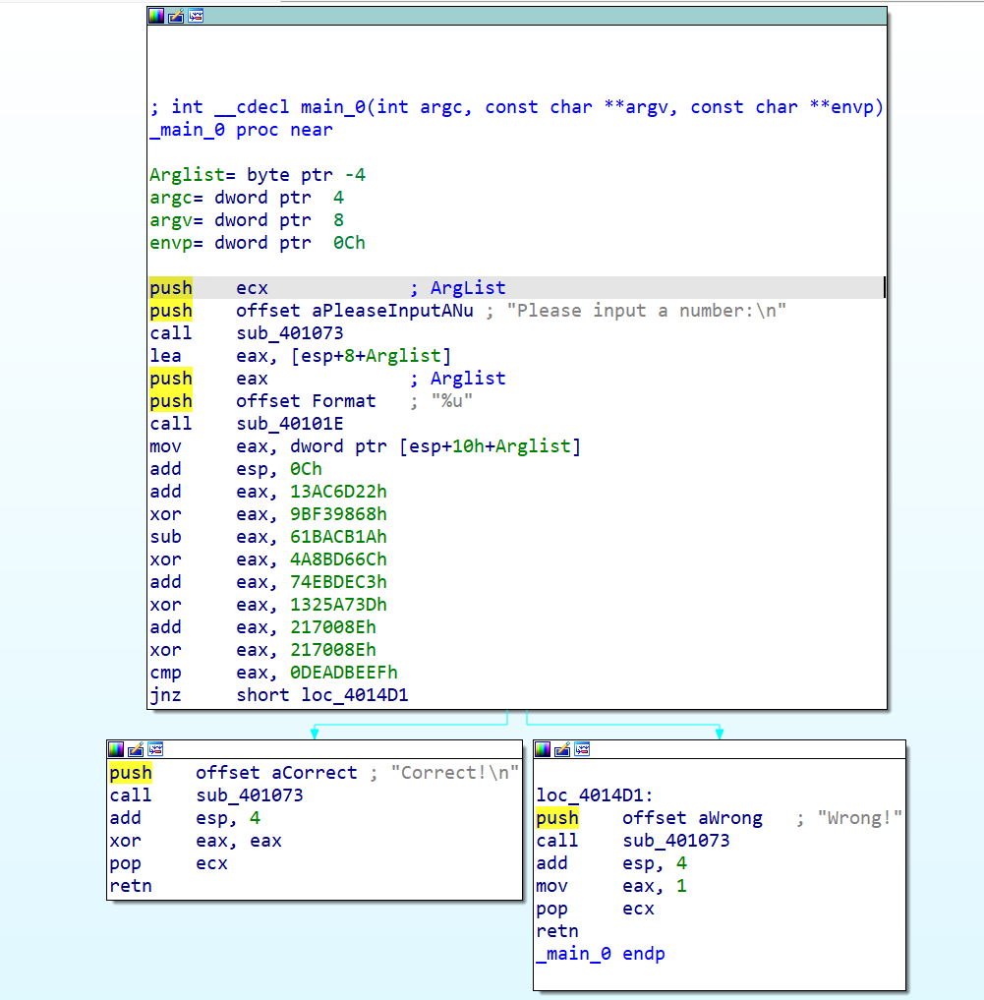 ; int __cdecl main_0(int argc, const char **argv, const char **envp)
_main_0 proc near
Arglist= byte ptr -4
argc= dword ptr  4
argv= dword ptr  8
envp= dword ptr  0Ch
push    ecx             ; ArgList
push    offset aPleaseInputANu ; "Please input a number:\n"
call    sub_401073
lea     eax, [esp+8+Arglist]
push    eax             ; Arglist
push    offset Format   ; "%u"
call    sub_40101E
mov     eax, dword ptr [esp+10h+Arglist]
add     esp, 0Ch
add     eax, 13AC6D22h
xor     eax, 9BF39868h
sub     eax, 61BACB1Ah
xor     eax, 4A8BD66Ch
add     eax, 74EBDEC3h
xor     eax, 1325A73Dh
add     eax, 217008Eh
xor     eax, 217008Eh
cmp     eax, 0DEADBEEFh
jnz     short loc_4014D1
push    offset aCorrect ; "Correct!\n"
call    sub_401073
add     esp, 4
xor     eax, eax
pop     ecx
retn
loc_4014D1:
push    offset aWrong   ; "Wrong!"
call    sub_401073
add     esp, 4
mov     eax, 1
pop     ecx
retn
_main_0 endp